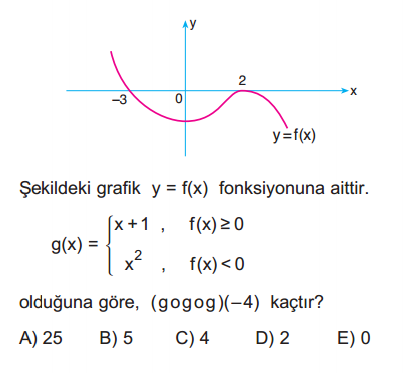 y
2
-3
0
x
y=f(x)
Şekildeki grafik y = f(x) fonksiyonuna aittir.
g(x) = { x+1 , f(x) ≥ 0
x² , f(x) < 0
olduğuna göre, (gogog)(−4) kaçtır?
A) 25 B) 5 C) 4 D) 2 E) 0